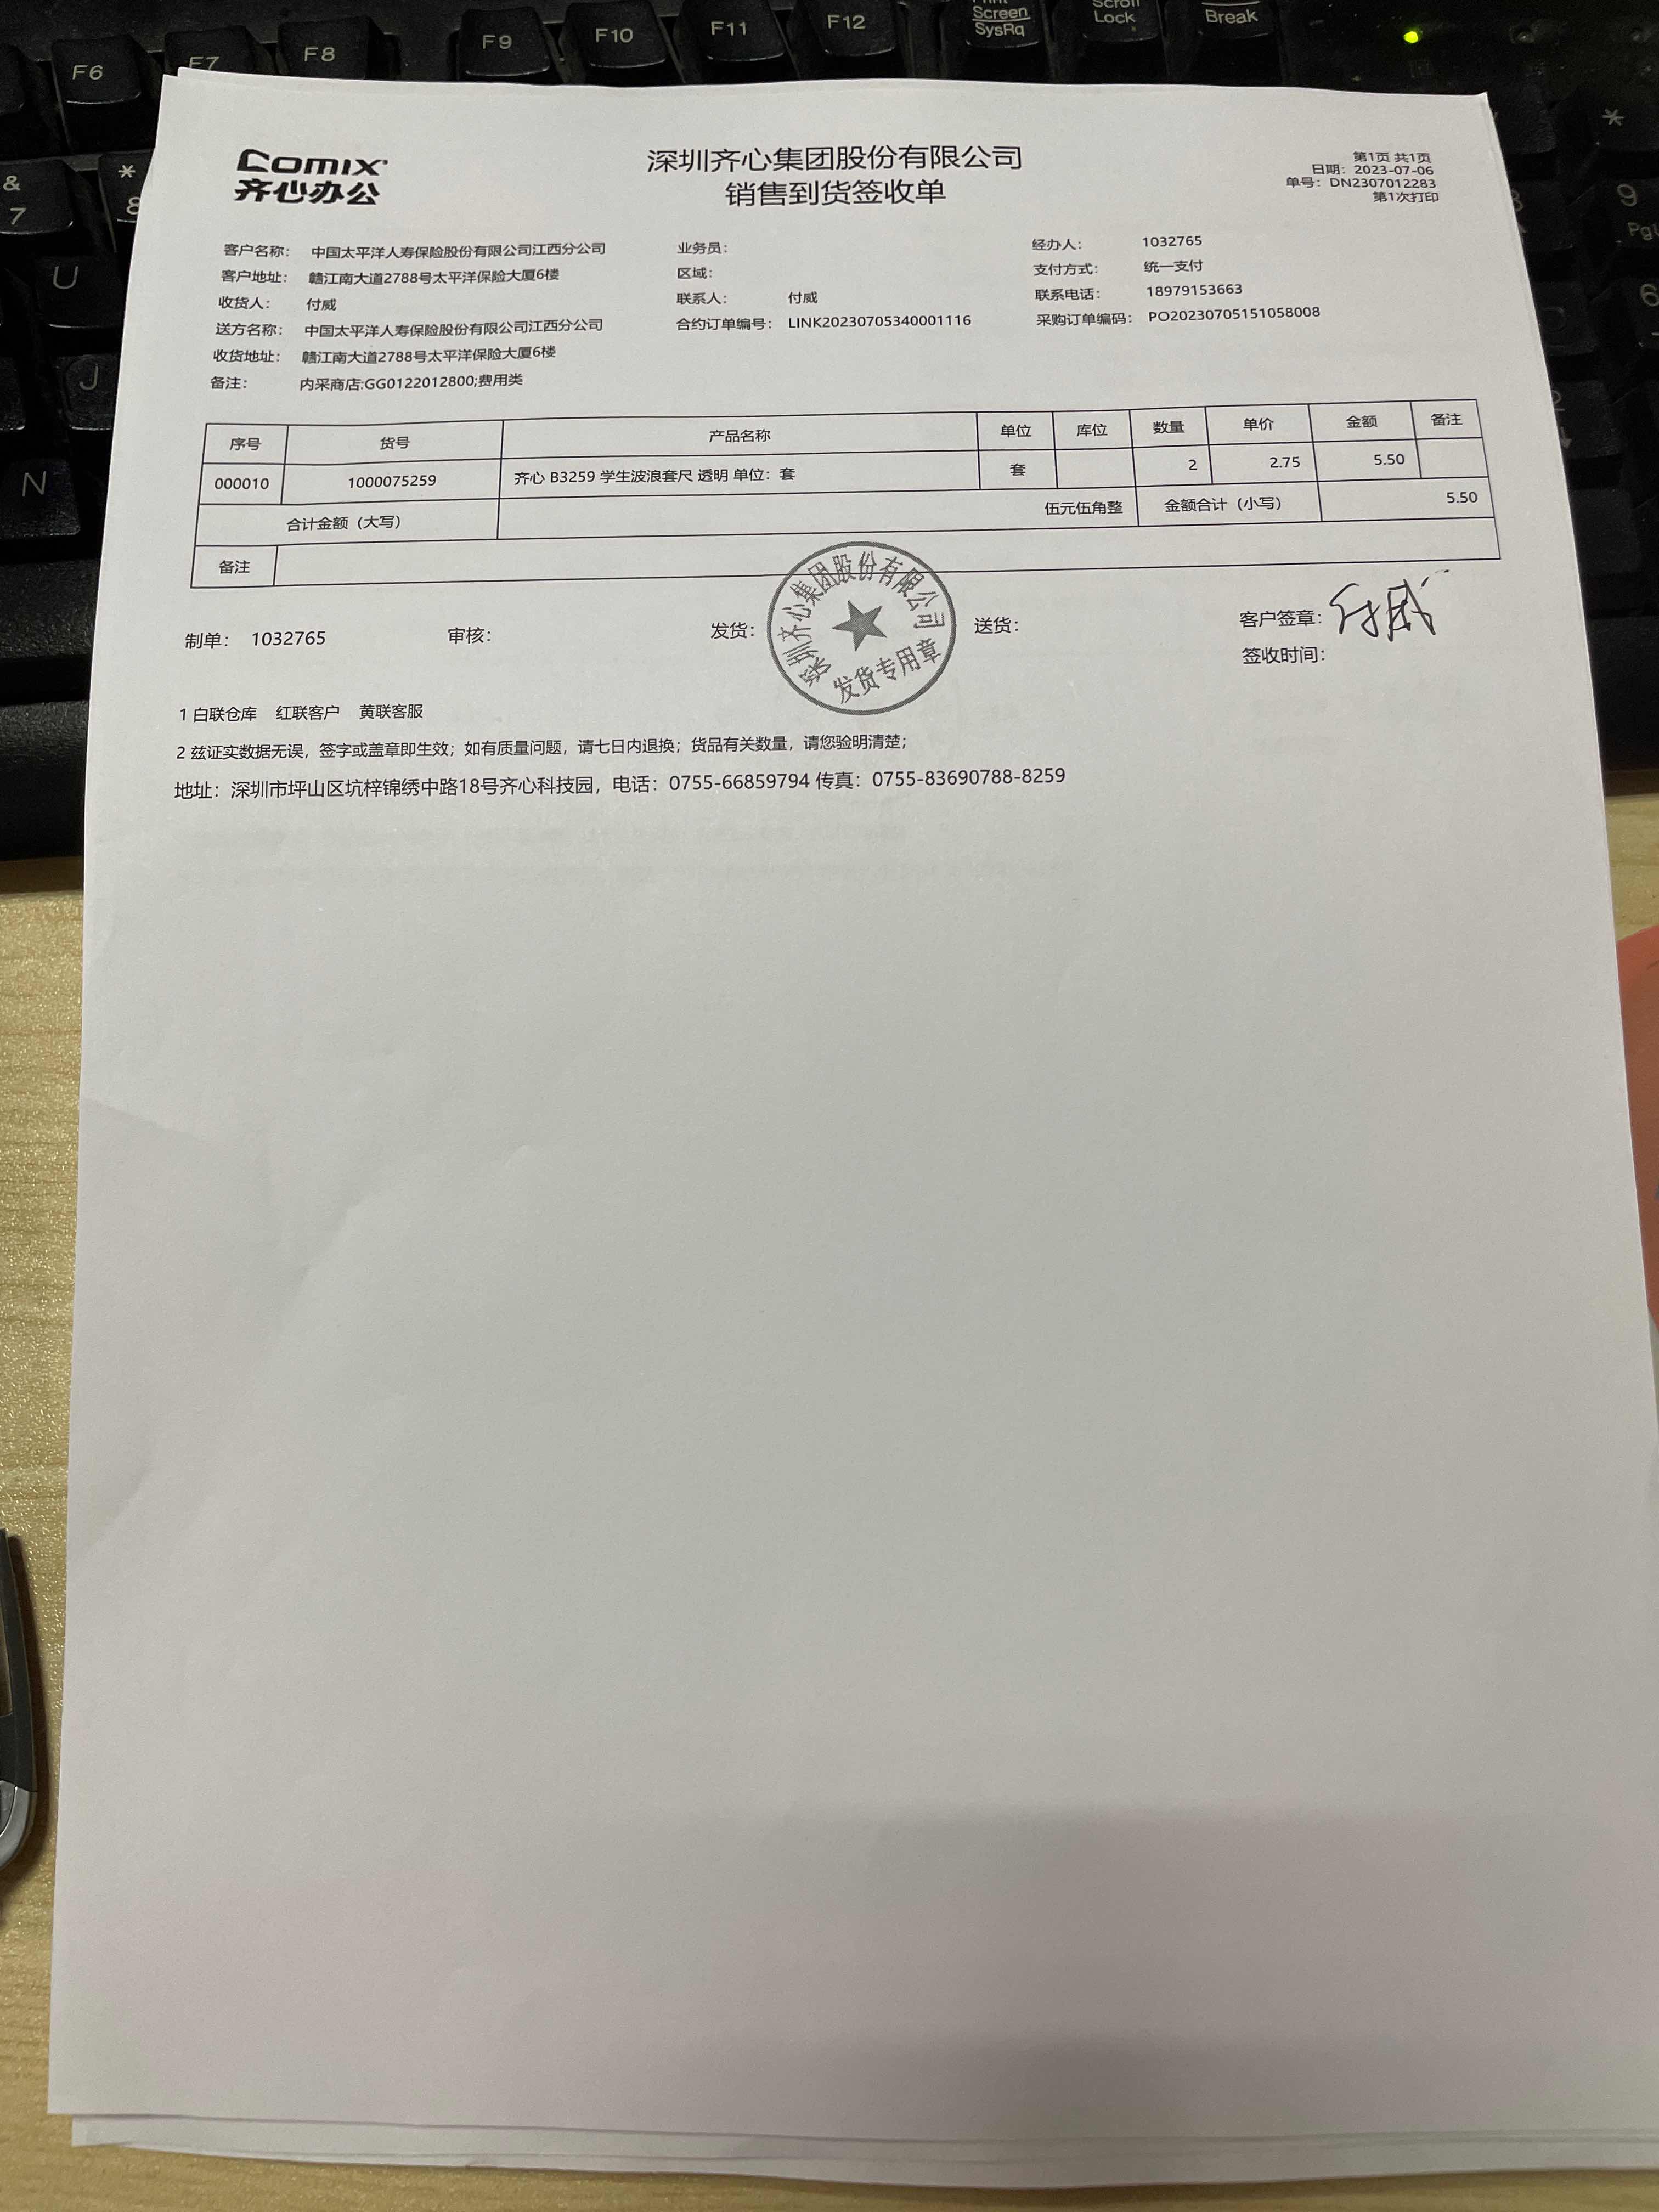 F6 F7 F8 F9 F10 F11 F12 Print Screen SysRq Scroll Lock Break
& 7 * 8 U J N * 9 PgU 6
Comix
齐心办公
深圳齐心集团股份有限公司
销售到货签收单
第1页 共1页
日期：2023-07-06
单号：DN2307012283
第1次打印
客户名称： 中国太平洋人寿保险股份有限公司江西分公司 业务员： 经办人： 1032765
客户地址： 赣江南大道2788号太平洋保险大厦6楼 区域： 支付方式： 统一支付
收货人： 付威 联系人： 付威 联系电话： 18979153663
送方名称： 中国太平洋人寿保险股份有限公司江西分公司 合约订单编号： LINK20230705340001116 采购订单编码： PO20230705151058008
收货地址： 赣江南大道2788号太平洋保险大厦6楼
备注： 内采商店:GG0122012800;费用类
序号 货号 产品名称 单位 库位 数量 单价 金额 备注
000010 1000075259 齐心 B3259 学生波浪套尺 透明 单位：套 套 2 2.75 5.50
合计金额（大写） 伍元伍角整 金额合计（小写） 5.50
备注
制单： 1032765 审核： 发货： 送货： 客户签章： 付威
签收时间：
深圳齐心集团股份有限公司
发货专用章
1 白联仓库 红联客户 黄联客服
2 兹证实数据无误，签字或盖章即生效；如有质量问题，请七日内退换；货品有关数量，请您验明清楚；
地址：深圳市坪山区坑梓锦绣中路18号齐心科技园，电话：0755-66859794 传真：0755-83690788-8259